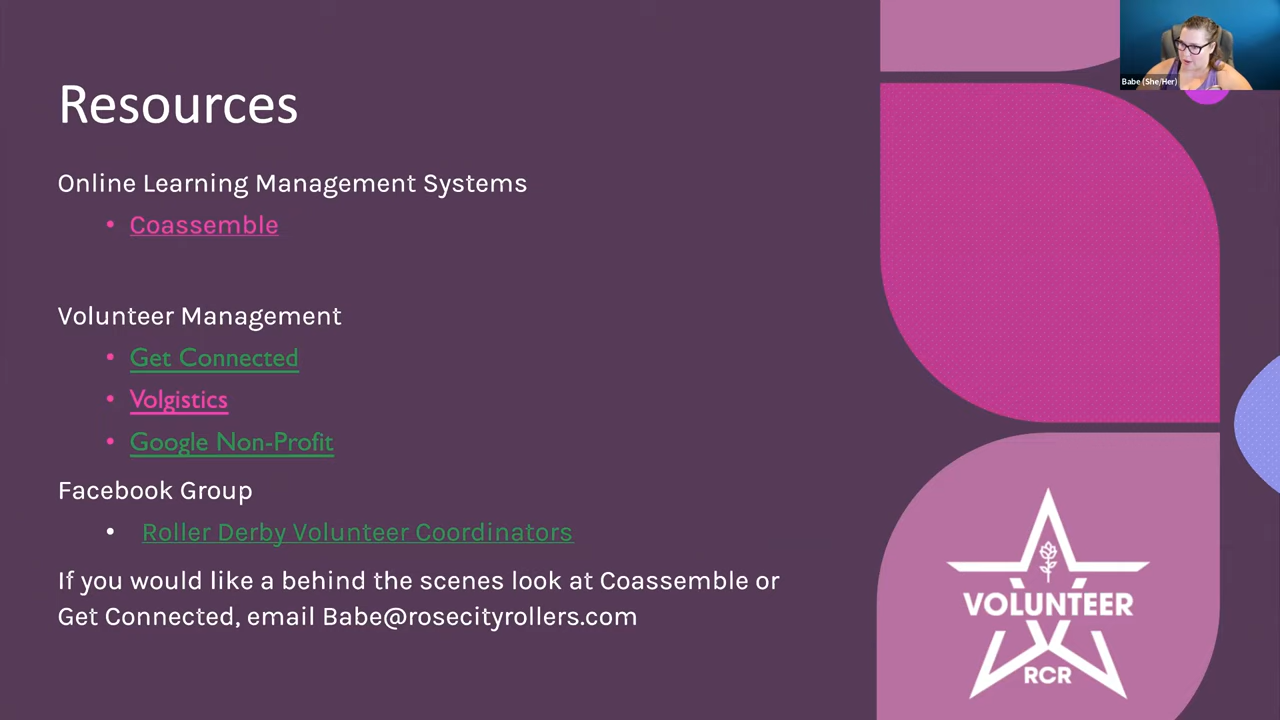 Babe (She/Her)
Resources
Online Learning Management Systems
• Coassemble
Volunteer Management
• Get Connected
• Volgistics
• Google Non-Profit
Facebook Group
• Roller Derby Volunteer Coordinators
If you would like a behind the scenes look at Coassemble or
Get Connected, email Babe@rosecityrollers.com
VOLUNTEER
RCR